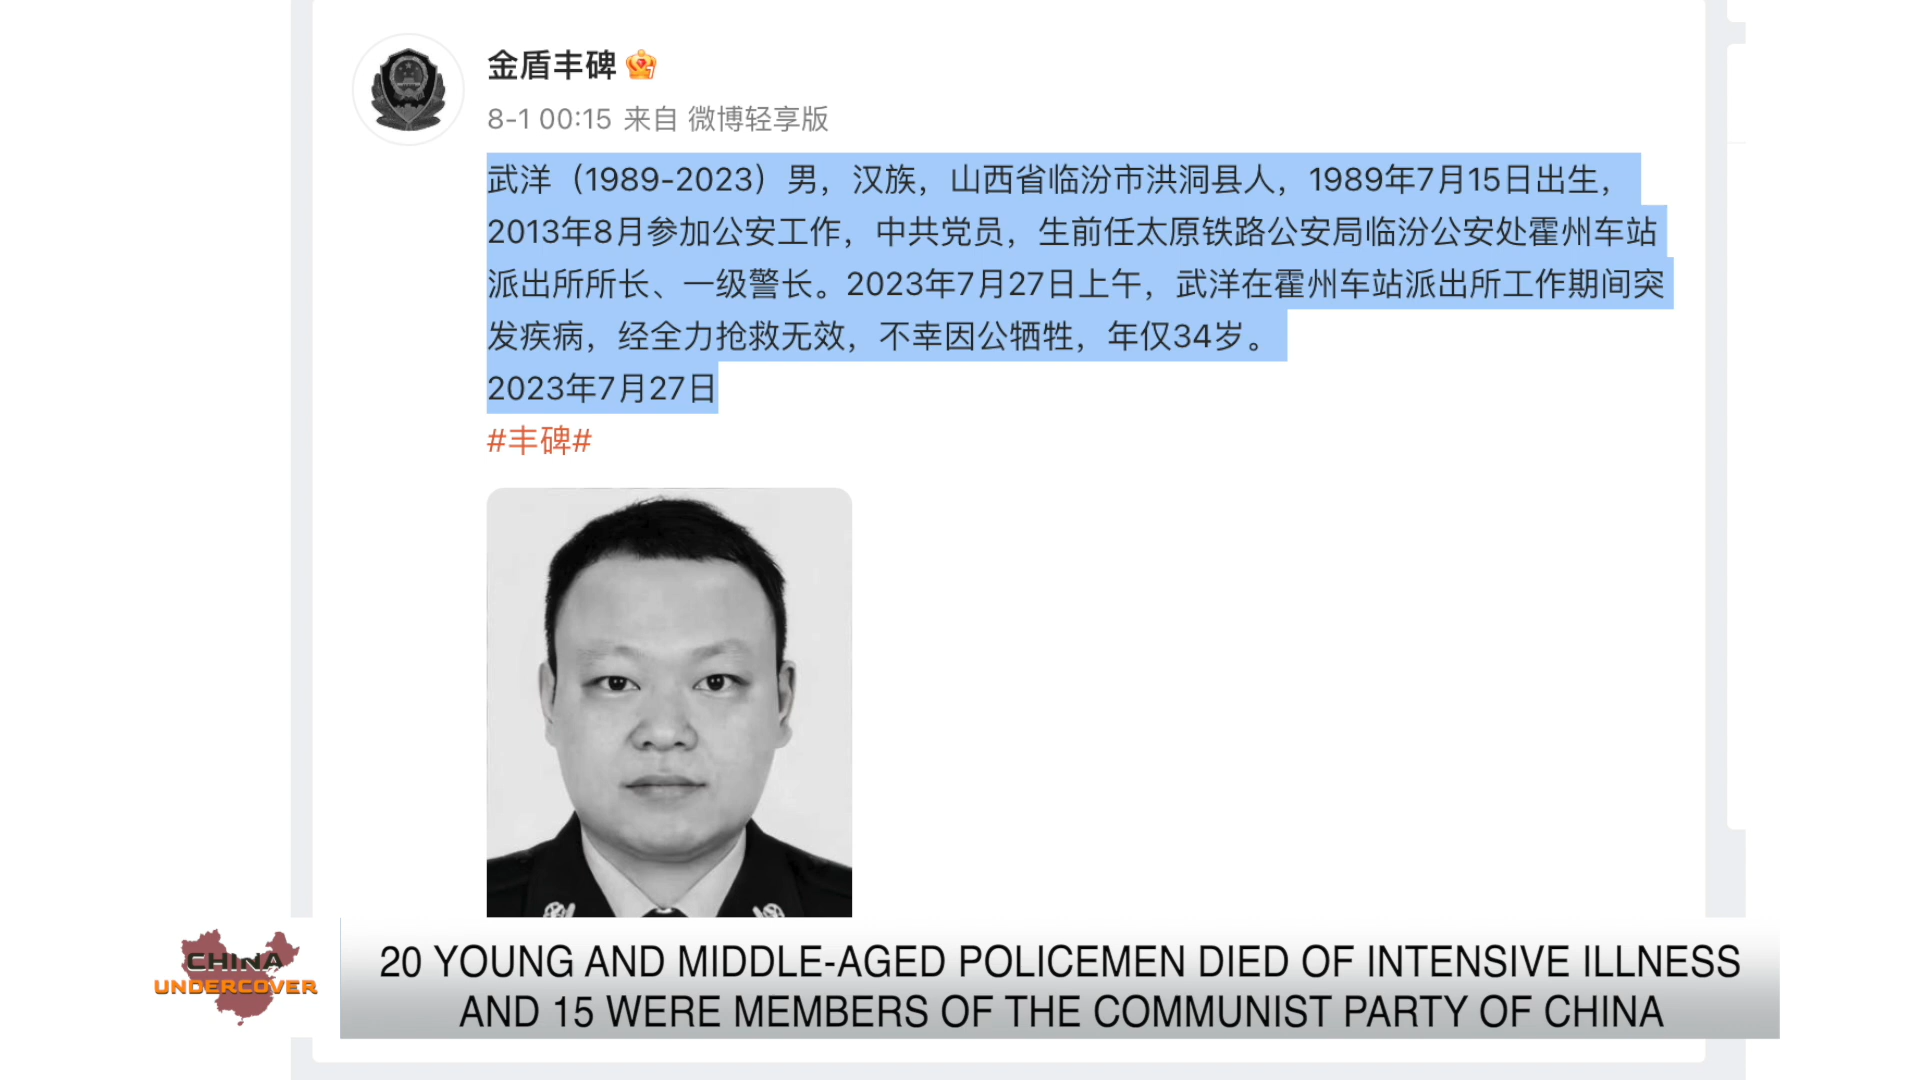 金盾丰碑
8-1 00:15 来自 微博轻享版
武洋（1989-2023）男，汉族，山西省临汾市洪洞县人，1989年7月15日出生，
2013年8月参加公安工作，中共党员，生前任太原铁路公安局临汾公安处霍州车站
派出所所长、一级警长。2023年7月27日上午，武洋在霍州车站派出所工作期间突
发疾病，经全力抢救无效，不幸因公牺牲，年仅34岁。
2023年7月27日
#丰碑#
CHINA
UNDERCOVER
20 YOUNG AND MIDDLE-AGED POLICEMEN DIED OF INTENSIVE ILLNESS
AND 15 WERE MEMBERS OF THE COMMUNIST PARTY OF CHINA